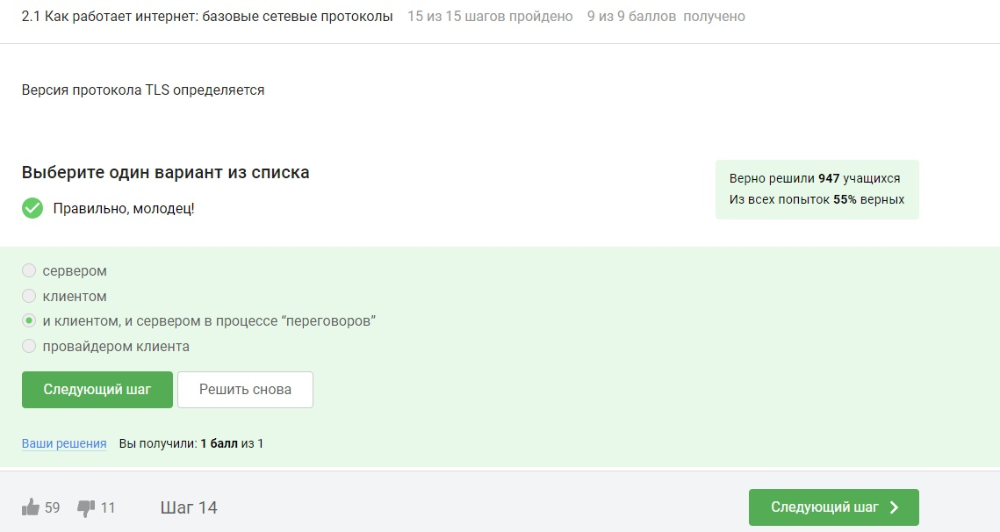 2.1 Как работает интернет: базовые сетевые протоколы 15 из 15 шагов пройдено 9 из 9 баллов получено
Версия протокола TLS определяется
Выберите один вариант из списка
Правильно, молодец!
Верно решили 947 учащихся
Из всех попыток 55% верных
сервером
клиентом
и клиентом, и сервером в процессе “переговоров”
провайдером клиента
Следующий шаг Решить снова
Ваши решения Вы получили: 1 балл из 1
59 11 Шаг 14 Следующий шаг